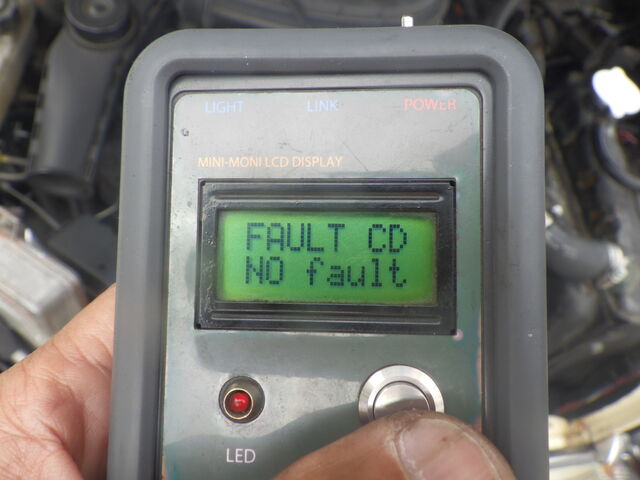 LIGHT LINK POWER
MINI-MONI LCD DISPLAY
FAULT CD
NO fault
LED